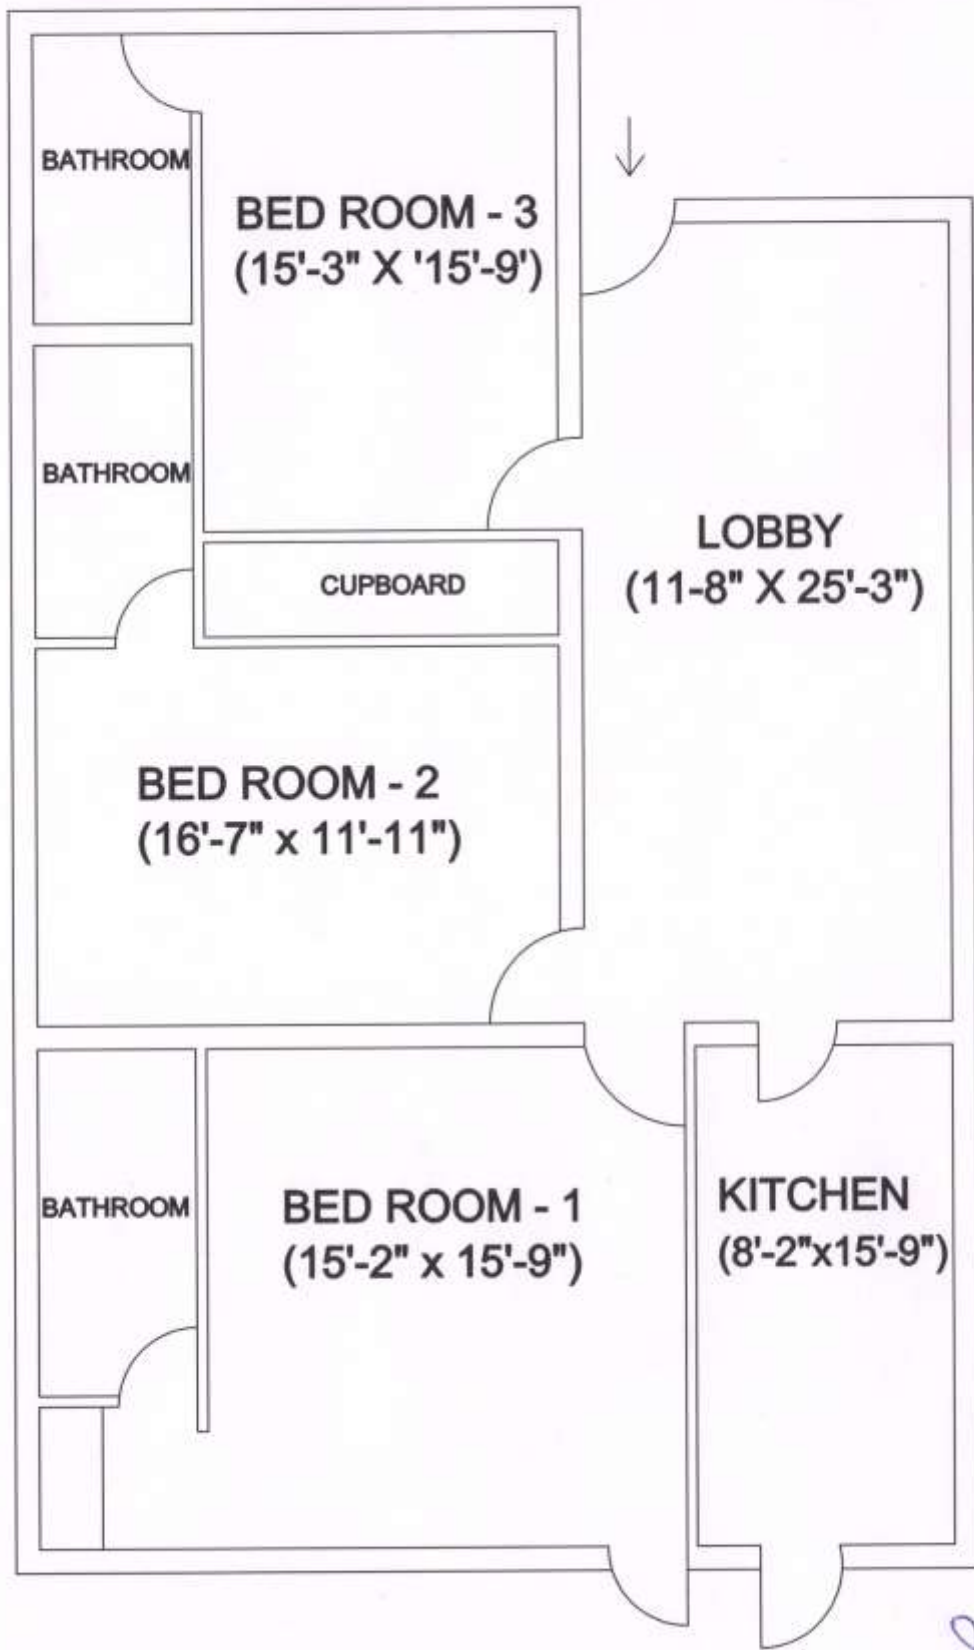 BATHROOM
BED ROOM - 3
(15'-3" X '15'-9')
BATHROOM
LOBBY
(11-8" X 25'-3")
CUPBOARD
BED ROOM - 2
(16'-7" x 11'-11")
BATHROOM
BED ROOM - 1
(15'-2" x 15'-9")
KITCHEN
(8'-2"x15'-9")